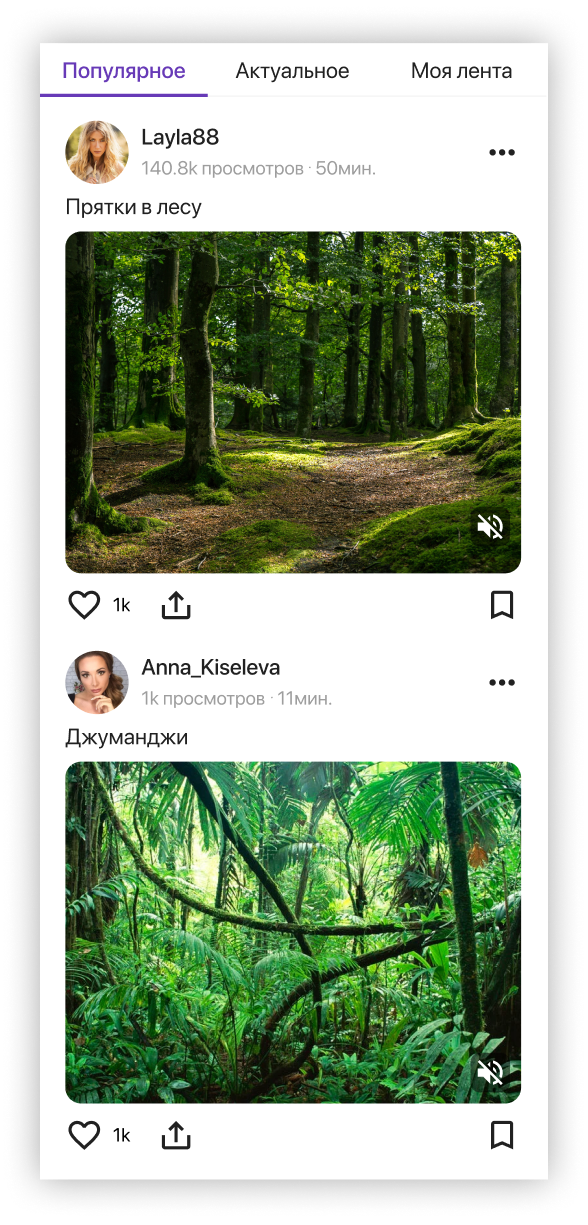 Популярное Актуальное Моя лента
Layla88
140.8k просмотров · 50мин.
Прятки в лесу
1k
Anna_Kiseleva
1k просмотров · 11мин.
Джуманджи
1k